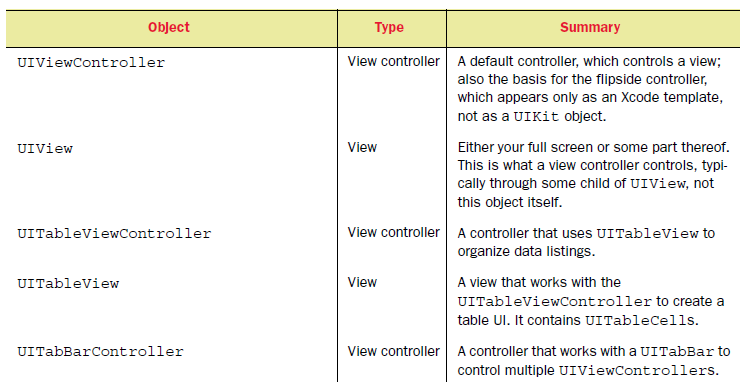 Object Type Summary
UIViewController View controller A default controller, which controls a view;
also the basis for the flipside controller,
which appears only as an Xcode template,
not as a UIKit object.
UIView View Either your full screen or some part thereof.
This is what a view controller controls, typi-
cally through some child of UIView, not
this object itself.
UITableViewController View controller A controller that uses UITableView to
organize data listings.
UITableView View A view that works with the
UITableViewController to create a
table UI. It contains UITableCells.
UITabBarController View controller A controller that works with a UITabBar to
control multiple UIViewControllers.